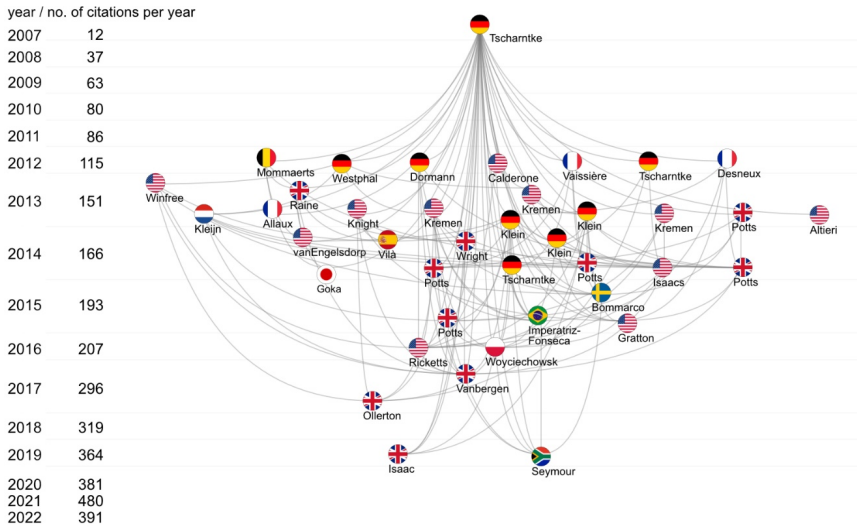 year / no. of citations per year
2007 12
Tscharntke
2008 37
2009 63
2010 80
2011 86
2012 115
Mommaerts
Westphal
Dormann
Calderone
Vaissière
Tscharntke
Desneux
2013 151
Winfree
Raine
Kremen
Kleijn
Allaux
Knight
Kremen
Klein
Klein
Kremen
Potts
Altieri
2014 166
vanEngelsdorp
Vilà
Wright
Klein
Goka
Potts
Tscharntke
Potts
Isaacs
Potts
2015 193
Bommarco
Potts
Imperatriz-
Fonseca
Gratton
2016 207
Ricketts
Woyciechowsk
2017 296
Vanbergen
Ollerton
2018 319
2019 364
Isaac
Seymour
2020 381
2021 480
2022 391